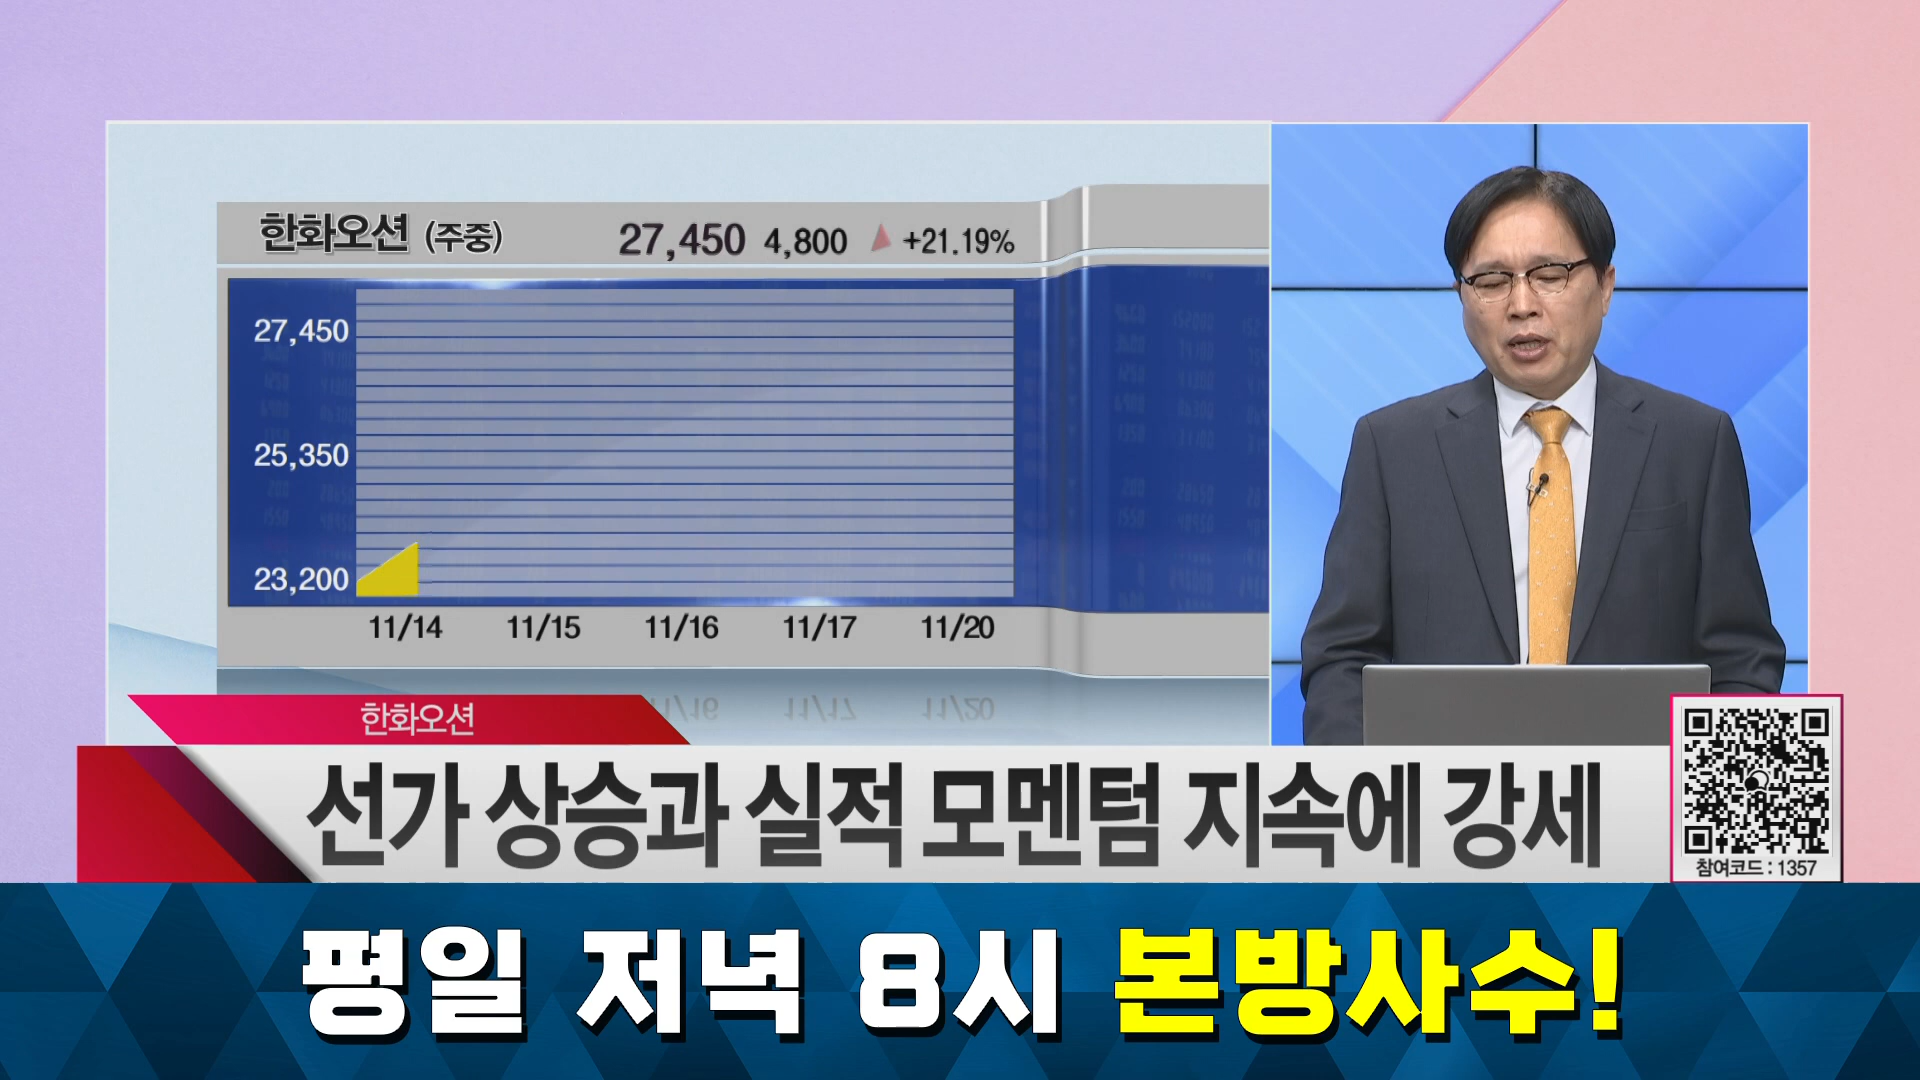 한화오션 (주중) 27,450 4,800 ▲ +21.19%
27,450
25,350
23,200
11/14 11/15 11/16 11/17 11/20
한화오션
선가 상승과 실적 모멘텀 지속에 강세
참여코드 : 1357
평일 저녁 8시 본방사수!